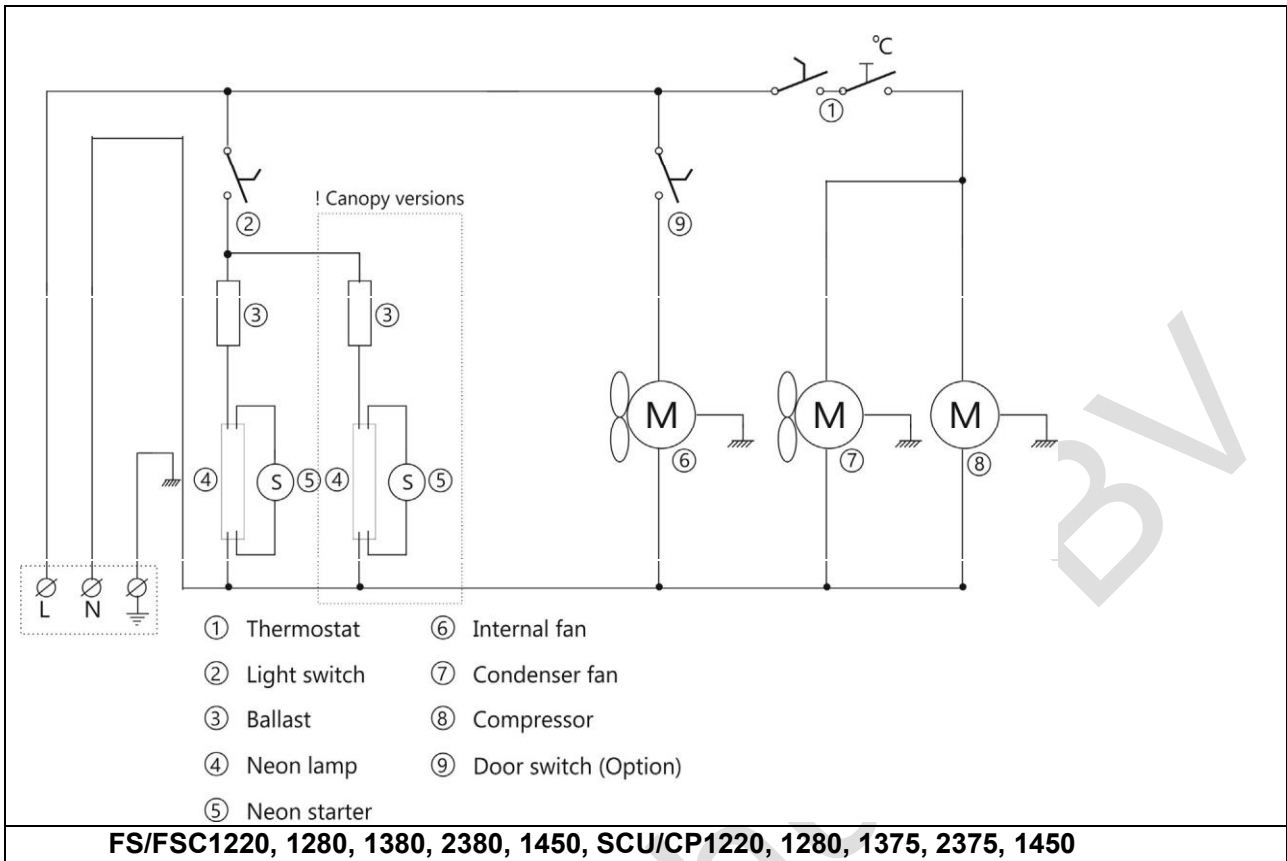 °C
①
! Canopy versions
②
⑨
③
③
M
M
M
⑥
⑦
⑧
④
S
⑤
④
S
⑤
L
N
① Thermostat
⑥ Internal fan
② Light switch
⑦ Condenser fan
③ Ballast
⑧ Compressor
④ Neon lamp
⑨ Door switch (Option)
⑤ Neon starter
FS/FSC1220, 1280, 1380, 2380, 1450, SCU/CP1220, 1280, 1375, 2375, 1450
BV